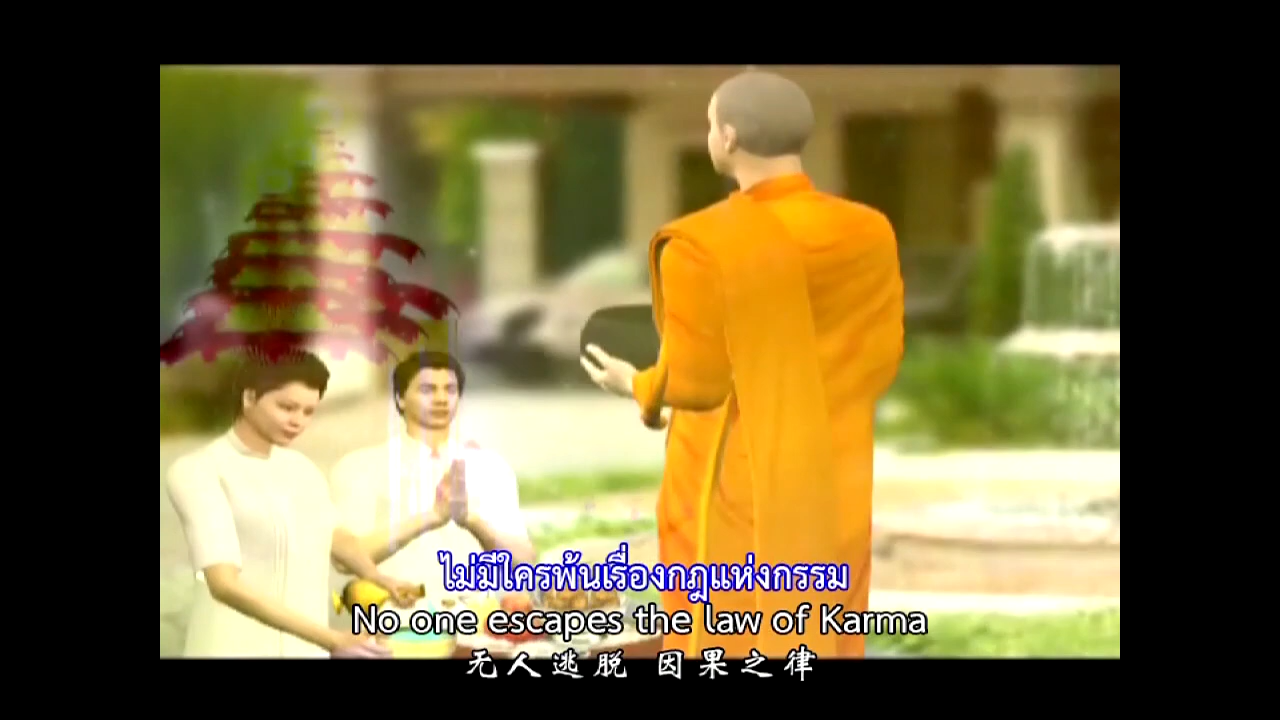 ไม่มีใครพ้นเรื่องกฎแห่งกรรม
No one escapes the law of Karma
无人逃脱 因果之律